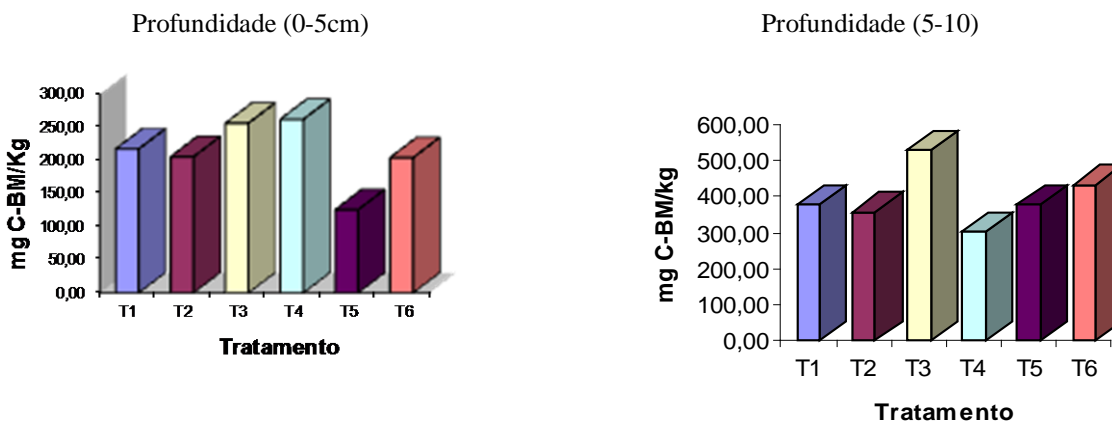 Profundidade (0-5cm)
mg C-BM/Kg
300,00
250,00
200,00
150,00
100,00
50,00
0,00
T1 T2 T3 T4 T5 T6
Tratamento
Profundidade (5-10)
mg C-BM/kg
600,00
500,00
400,00
300,00
200,00
100,00
0,00
T1 T2 T3 T4 T5 T6
Tratamento